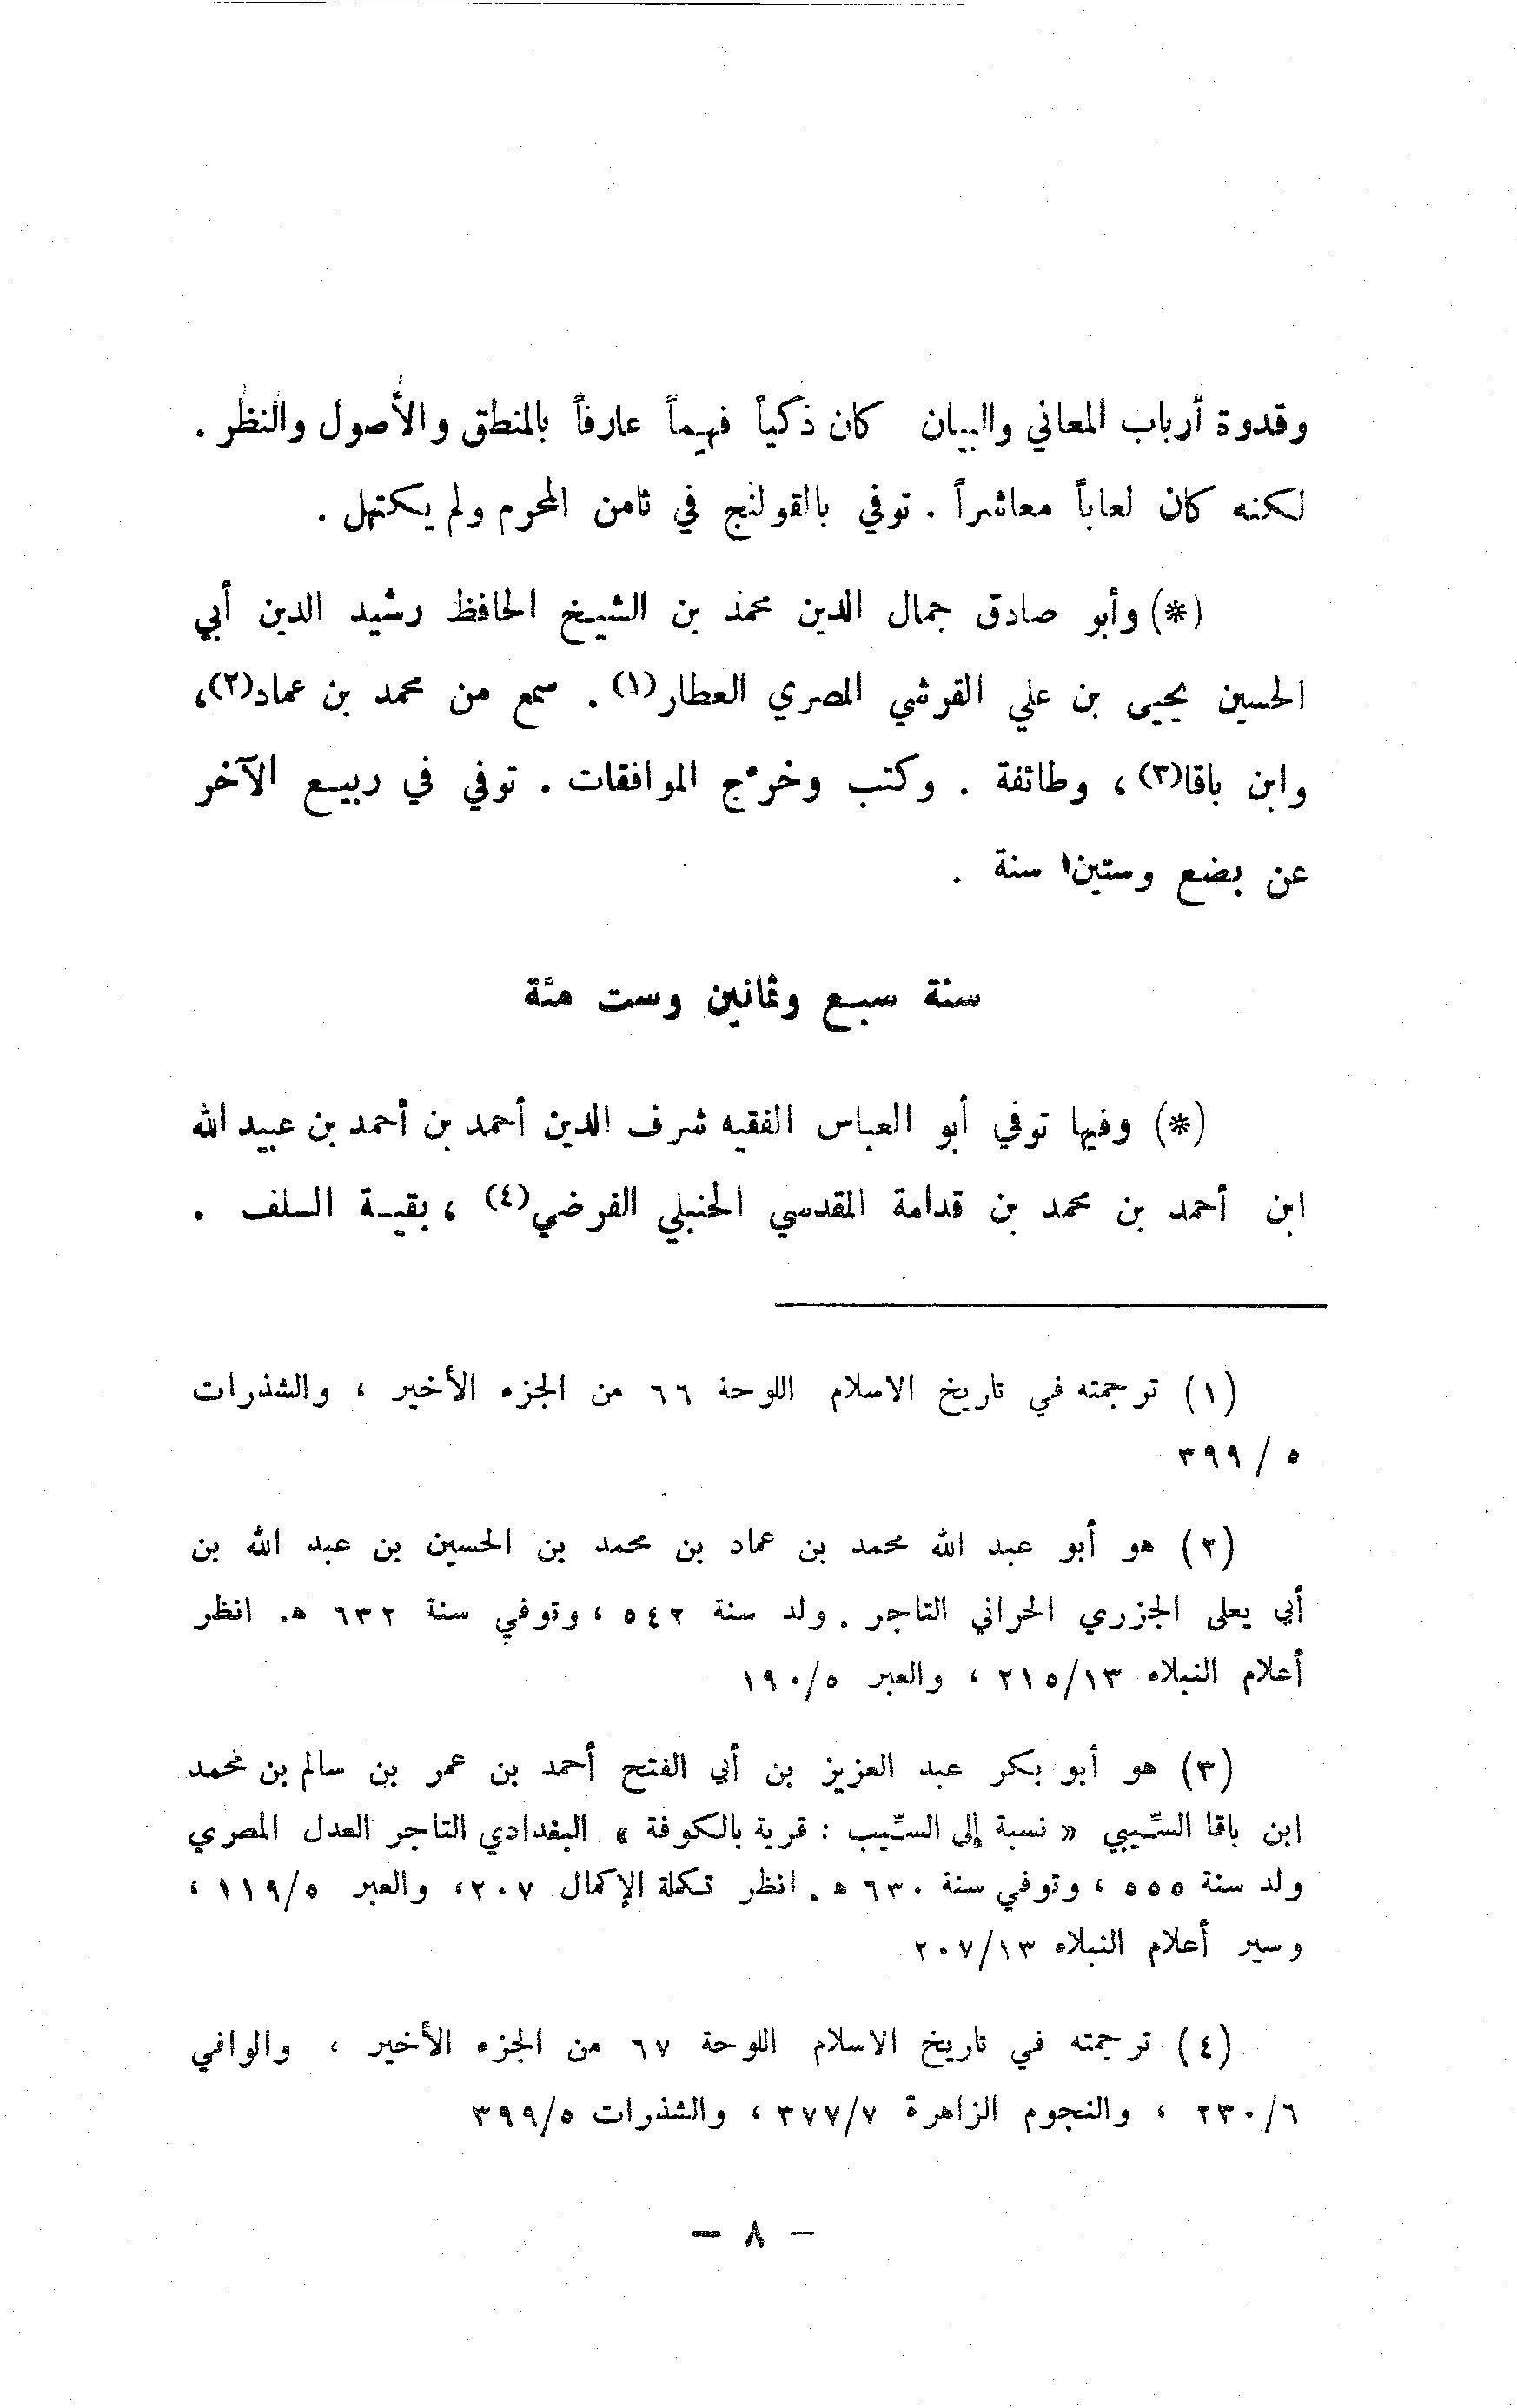 وقدوة أرباب المعاني والبيان كان ذكياً فهيماً عارفاً بالمنطق والأصول والنظر .
لكنه كان لعاباً معاشراً . توفي بالقولنج في ثامن المحرم ولم يكتهل .
(*) وأبو صادق جمال الدين محمد بن الشيخ الحافظ رشيد الدين أبي
الحسين يحيى بن علي القرشي المصري العطار(١) . سمع من محمد بن عماد(٢)،
وابن باقا(٣) ، وطائفة . وكتب وخرّج الموافقات . توفي في ربيع الآخر
عن بضع وستين سنة .
سنة سبع وثمانين وست مئة
(*) وفيها توفي أبو العباس الفقيه شرف الدين أحمد بن أحمد بن عبيد الله
ابن أحمد بن محمد بن قدامة المقدسي الحنبلي الفرضي(٤) ، بقية السلف .
(١) ترجمته في تاريخ الاسلام اللوحة ٦٦ من الجزء الأخير ، والشذرات
٥ / ٣٩٩
(٢) هو أبو عبد الله محمد بن عماد بن محمد بن الحسين بن عبد الله بن
أبي يعلى الجزري الحراني التاجر . ولد سنة ٥٤٢ ، وتوفي سنة ٦٣٢ ه. انظر
أعلام النبلاء ٢١٥/١٣ ، والعبر ١٩٠/٥
(٣) هو أبو بكر عبد العزيز بن أبي الفتح أحمد بن عمر بن سالم بن محمد
ابن باقا السِّيبي « نسبة إلى السِّيب : قرية بالكوفة » البغدادي التاجر العدل المصري
ولد سنة ٥٥٥ ، وتوفي سنة ٦٣٠ ه . انظر تكملة الإكمال ٢٠٧، والعبر ١١٩/٥ ،
وسير أعلام النبلاء ٢٠٧/١٣
(٤) ترجمته في تاريخ الاسلام اللوحة ٦٧ من الجزء الأخير ، والوافي
٢٣٠/٦ ، والنجوم الزاهرة ٣٧٧/٧ ، والشذرات ٣٩٩/٥
– ٨ –